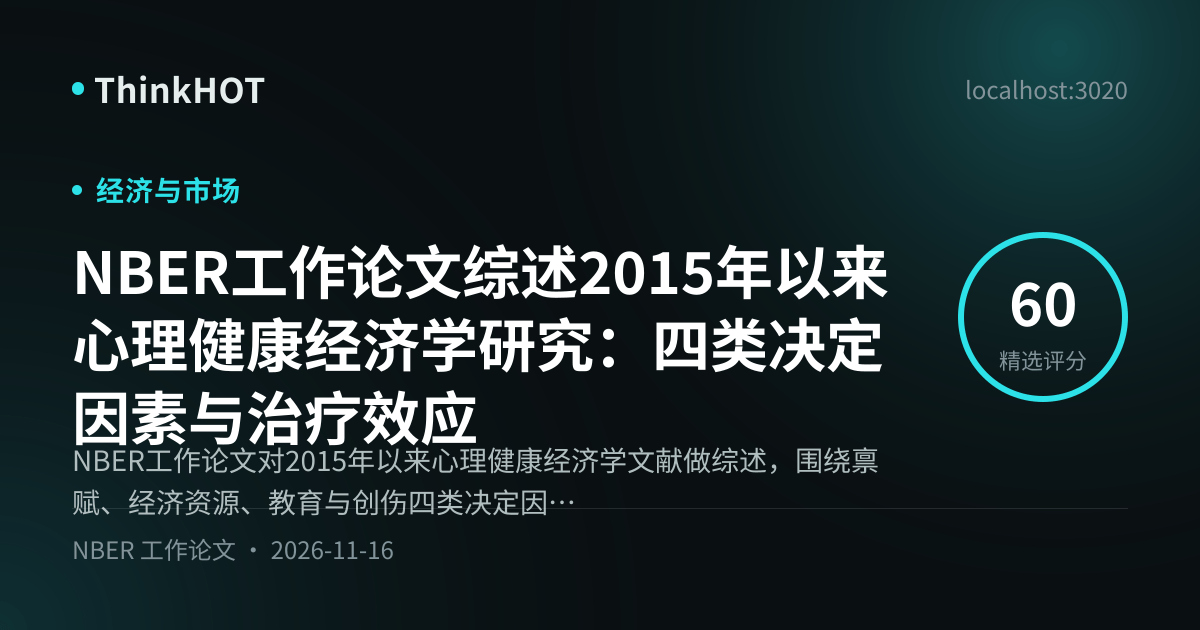 ThinkHOT
localhost:3020
经济与市场
NBER工作论文综述2015年以来
心理健康经济学研究：四类决定
因素与治疗效应
60
精选评分
NBER工作论文对2015年以来心理健康经济学文献做综述，围绕禀
赋、经济资源、教育与创伤四类决定因…
NBER 工作论文 · 2026-11-16